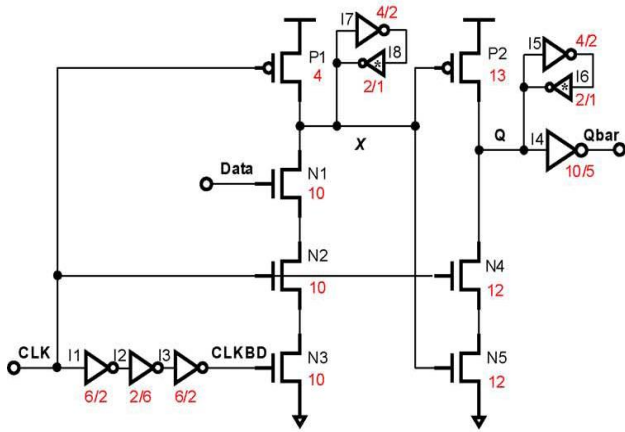 I7 4/2
P1
4
I8
*
2/1
P2
13
I5 4/2
I6
*
2/1
X
Q
I4
Qbar
10/5
Data
N1
10
N2
10
N4
12
CLK
I1
I2
I3
CLKBD
N3
10
N5
12
6/2
2/6
6/2